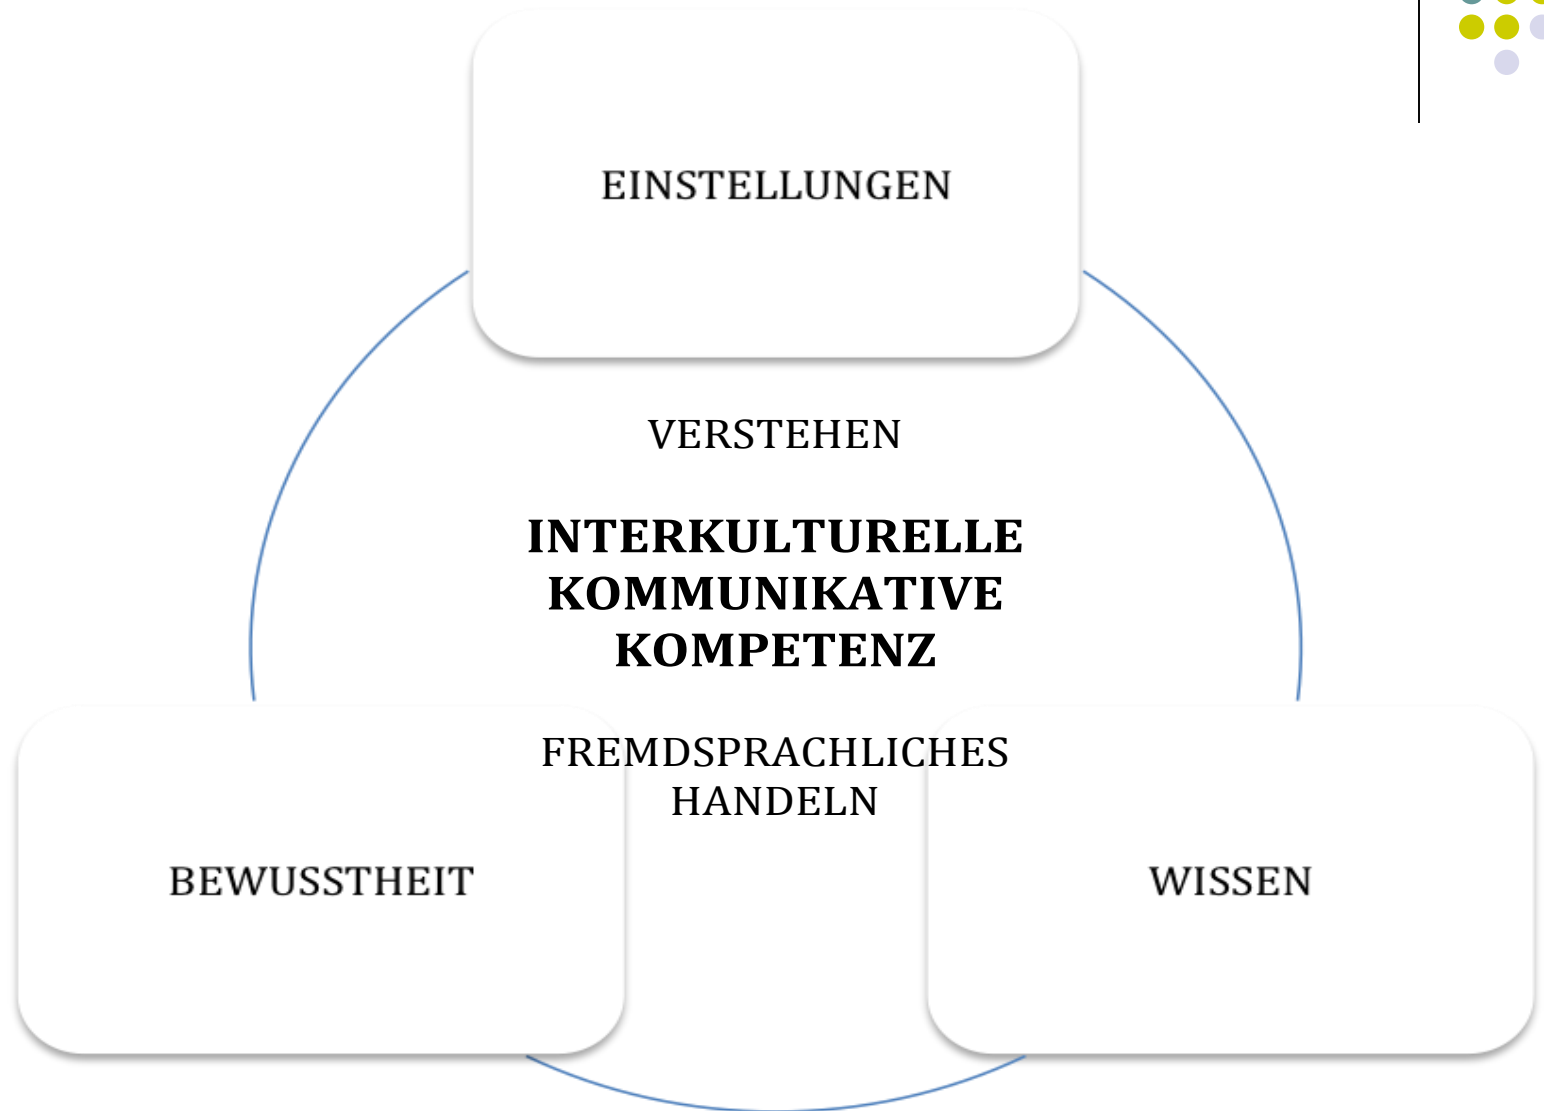 EINSTELLUNGEN
VERSTEHEN
INTERKULTURELLE
KOMMUNIKATIVE
KOMPETENZ
FREMDSPRACHLICHES
HANDELN
BEWUSSTHEIT
WISSEN